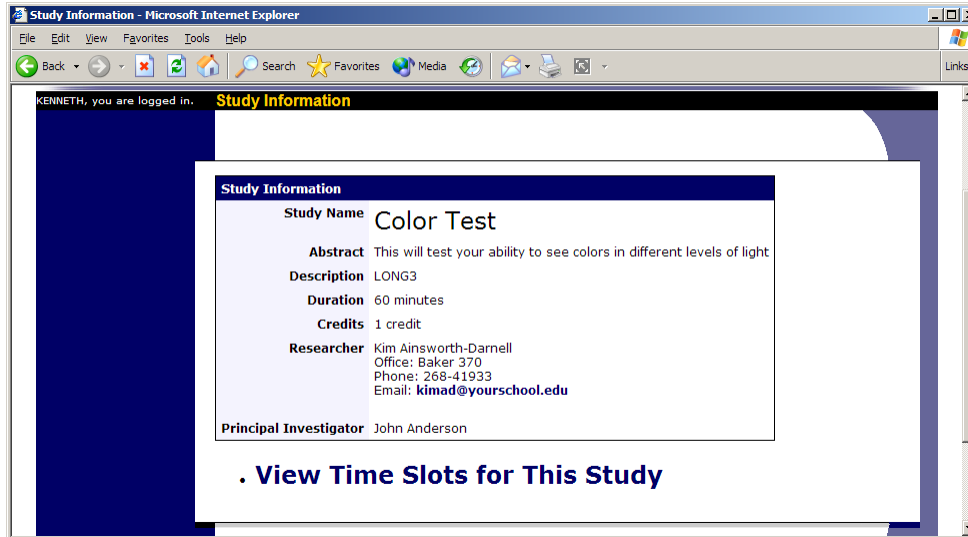 Study Information - Microsoft Internet Explorer
File Edit View Favorites Tools Help
Back Search Favorites Media Links
KENNETH, you are logged in. Study Information
Study Information
Study Name Color Test
Abstract This will test your ability to see colors in different levels of light
Description LONG3
Duration 60 minutes
Credits 1 credit
Researcher Kim Ainsworth-Darnell
Office: Baker 370
Phone: 268-41933
Email: kimad@yourschool.edu
Principal Investigator John Anderson
• View Time Slots for This Study